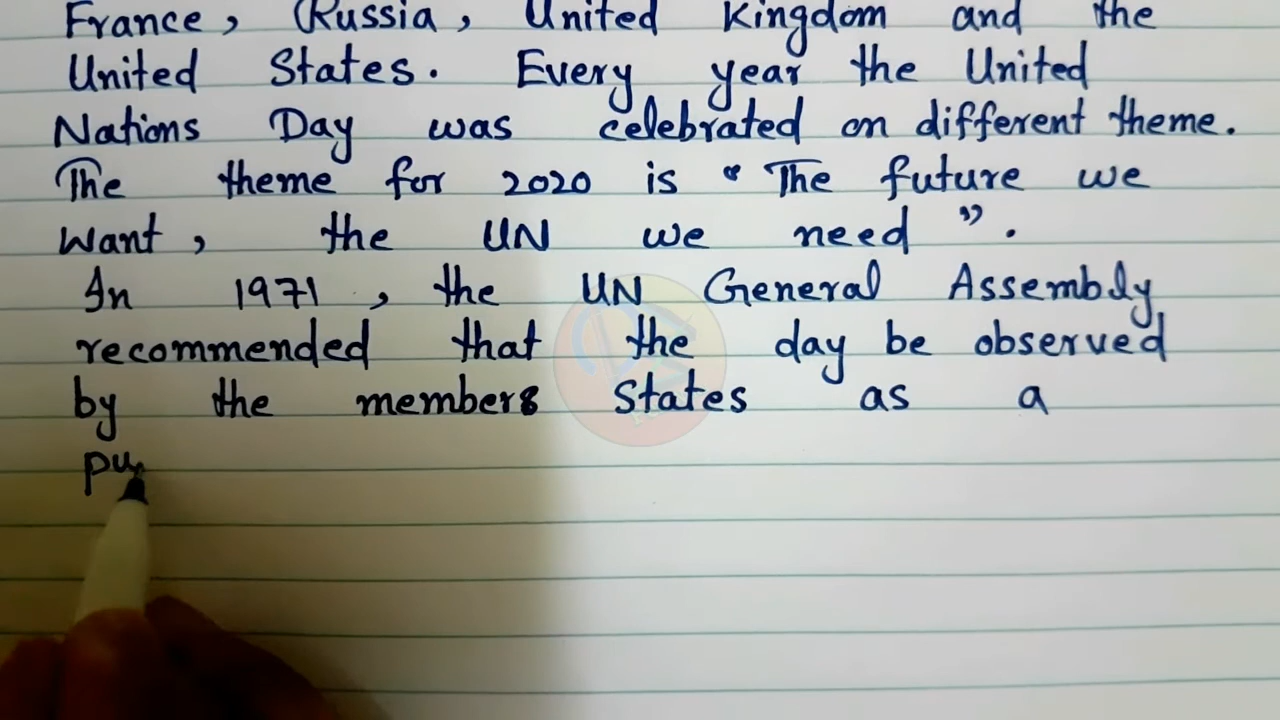 France, Russia, United Kingdom and the
United States. Every year the United
Nations Day was celebrated on different theme.
The theme for 2020 is “The future we
want, the UN we need”.
In 1971, the UN General Assembly
recommended that the day be observed
by the members States as a
pu